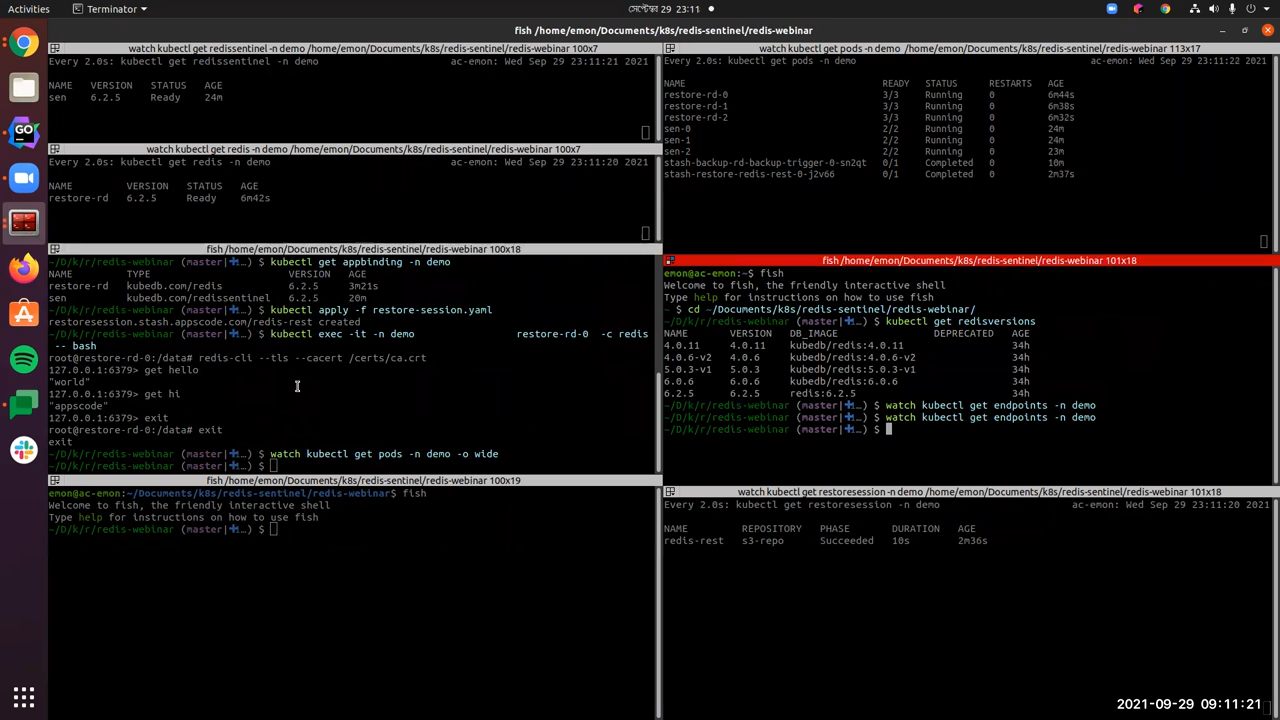 Activities
Terminator
সেপ্টেম্বর 29 23:11
fish /home/emon/Documents/k8s/redis-sentinel/redis-webinar
watch kubectl get redissentinel -n demo /home/emon/Documents/k8s/redis-sentinel/redis-webinar 100x7
Every 2.0s: kubectl get redissentinel -n demo ac-emon: Wed Sep 29 23:11:21 2021
NAME VERSION STATUS AGE
sen 6.2.5 Ready 24m
watch kubectl get redis -n demo /home/emon/Documents/k8s/redis-sentinel/redis-webinar 100x7
Every 2.0s: kubectl get redis -n demo ac-emon: Wed Sep 29 23:11:20 2021
NAME VERSION STATUS AGE
restore-rd 6.2.5 Ready 6m42s
fish /home/emon/Documents/k8s/redis-sentinel/redis-webinar 100x18
~/D/k/r/redis-webinar (master|✚…) $ kubectl get appbinding -n demo
NAME TYPE VERSION AGE
restore-rd kubedb.com/redis 6.2.5 3m21s
sen kubedb.com/redissentinel 6.2.5 20m
~/D/k/r/redis-webinar (master|✚…) $ kubectl apply -f restore-session.yaml
restoresession.stash.appscode.com/redis-rest created
~/D/k/r/redis-webinar (master|✚…) $ kubectl exec -it -n demo restore-rd-0 -c redis
-- bash
root@restore-rd-0:/data# redis-cli --tls --cacert /certs/ca.crt
127.0.0.1:6379> get hello
"world"
127.0.0.1:6379> get hi
"appscode"
127.0.0.1:6379> exit
root@restore-rd-0:/data# exit
exit
~/D/k/r/redis-webinar (master|✚…) $ watch kubectl get pods -n demo -o wide
~/D/k/r/redis-webinar (master|✚…) $
fish /home/emon/Documents/k8s/redis-sentinel/redis-webinar 100x19
emon@ac-emon:~/Documents/k8s/redis-sentinel/redis-webinar$ fish
Welcome to fish, the friendly interactive shell
Type help for instructions on how to use fish
~/D/k/r/redis-webinar (master|✚…) $
watch kubectl get pods -n demo /home/emon/Documents/k8s/redis-sentinel/redis-webinar 113x17
Every 2.0s: kubectl get pods -n demo ac-emon: Wed Sep 29 23:11:22 2021
NAME READY STATUS RESTARTS AGE
restore-rd-0 3/3 Running 0 6m44s
restore-rd-1 3/3 Running 0 6m38s
restore-rd-2 3/3 Running 0 6m32s
sen-0 2/2 Running 0 24m
sen-1 2/2 Running 0 24m
sen-2 2/2 Running 0 23m
stash-backup-rd-backup-trigger-0-sn2qt 0/1 Completed 0 10m
stash-restore-redis-rest-0-j2v66 0/1 Completed 0 2m37s
fish /home/emon/Documents/k8s/redis-sentinel/redis-webinar 101x18
emon@ac-emon:~$ fish
Welcome to fish, the friendly interactive shell
Type help for instructions on how to use fish
~ $ cd ~/Documents/k8s/redis-sentinel/redis-webinar/
~/D/k/r/redis-webinar (master|✚…) $ kubectl get redisversions
NAME VERSION DB_IMAGE DEPRECATED AGE
4.0.11 4.0.11 kubedb/redis:4.0.11 34h
4.0.6-v2 4.0.6 kubedb/redis:4.0.6-v2 34h
5.0.3-v1 5.0.3 kubedb/redis:5.0.3-v1 34h
6.0.6 6.0.6 kubedb/redis:6.0.6 34h
6.2.5 6.2.5 redis:6.2.5 34h
~/D/k/r/redis-webinar (master|✚…) $ watch kubectl get endpoints -n demo
~/D/k/r/redis-webinar (master|✚…) $ watch kubectl get endpoints -n demo
~/D/k/r/redis-webinar (master|✚…) $
watch kubectl get restoresession -n demo /home/emon/Documents/k8s/redis-sentinel/redis-webinar 101x18
Every 2.0s: kubectl get restoresession -n demo ac-emon: Wed Sep 29 23:11:20 2021
NAME REPOSITORY PHASE DURATION AGE
redis-rest s3-repo Succeeded 10s 2m36s
2021-09-29 09:11:21